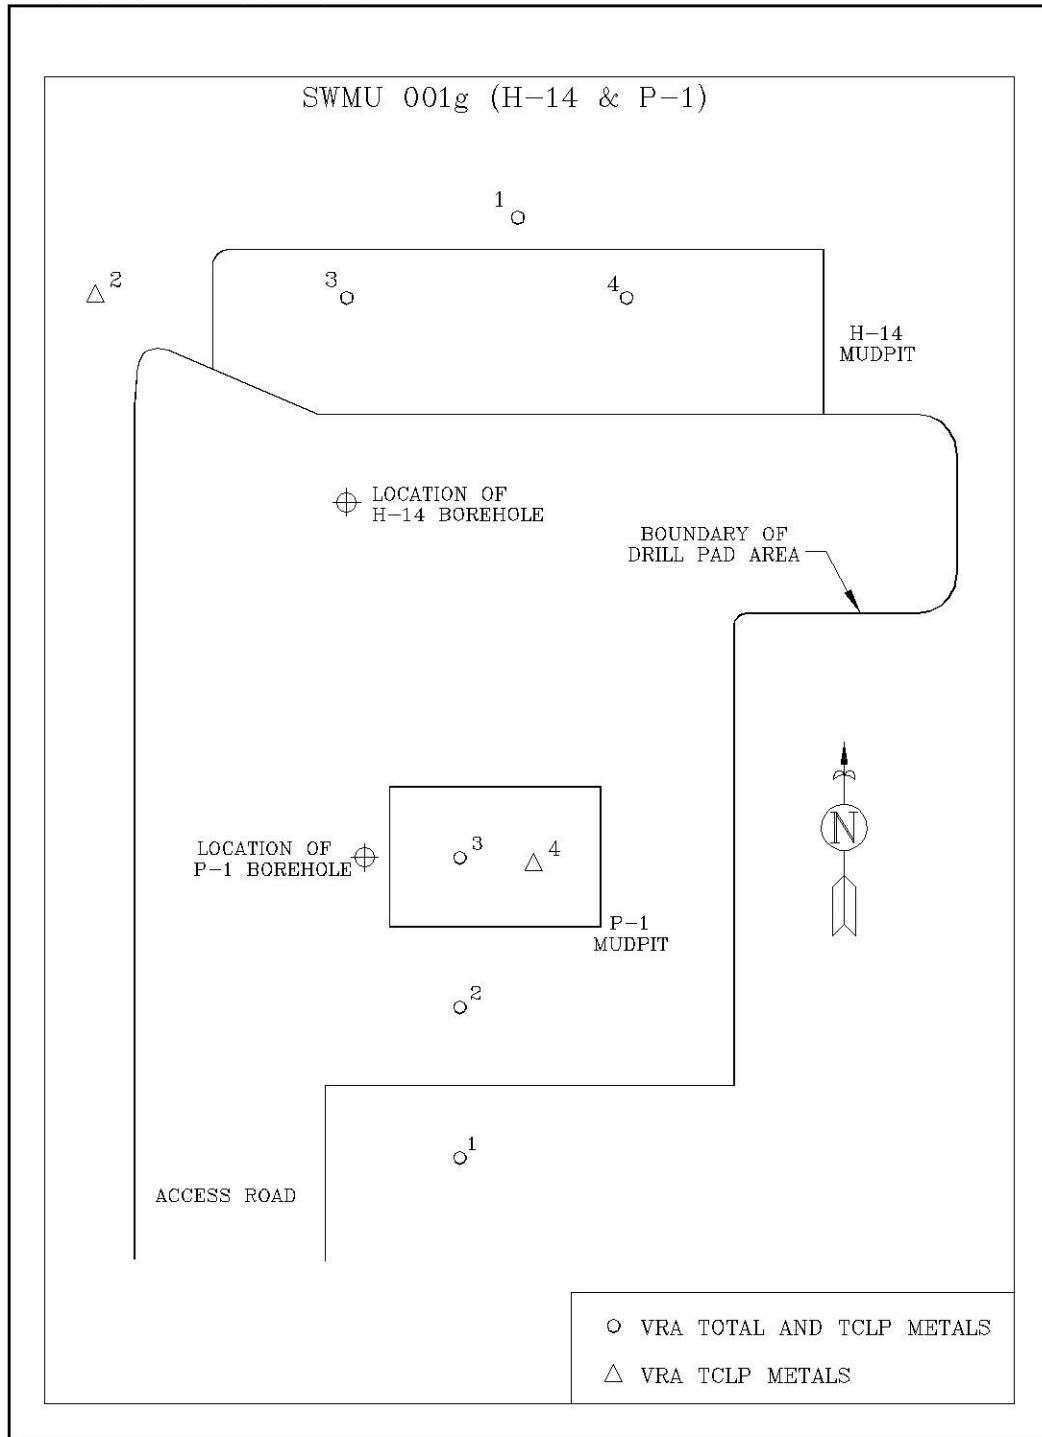 SWMU 001g (H-14 & P-1)
1
2
3
4
H-14
MUDPIT
LOCATION OF
H-14 BOREHOLE
BOUNDARY OF
DRILL PAD AREA
LOCATION OF
P-1 BOREHOLE
3
4
N
P-1
MUDPIT
2
1
ACCESS ROAD
VRA TOTAL AND TCLP METALS
VRA TCLP METALS